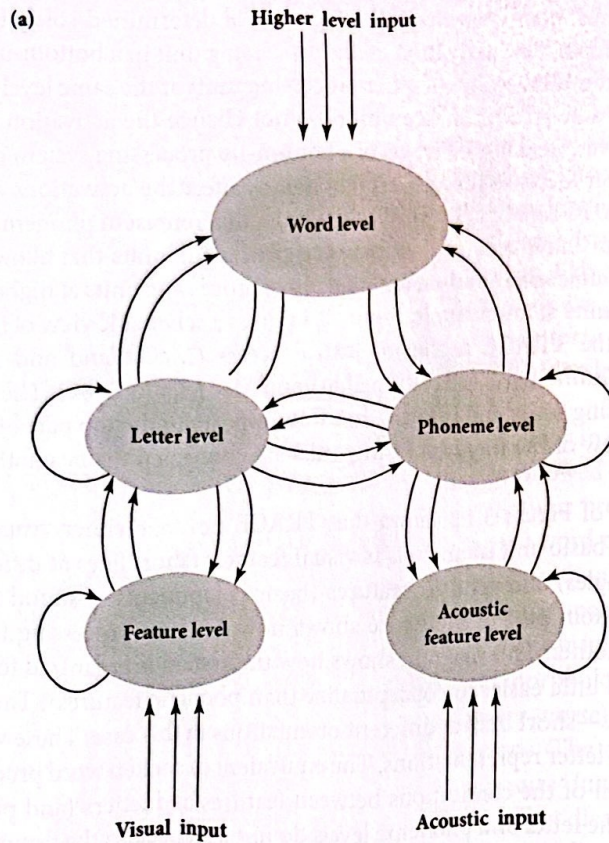 (a)
Higher level input
Word level
Letter level
Phoneme level
Feature level
Acoustic
feature level
Visual input
Acoustic input